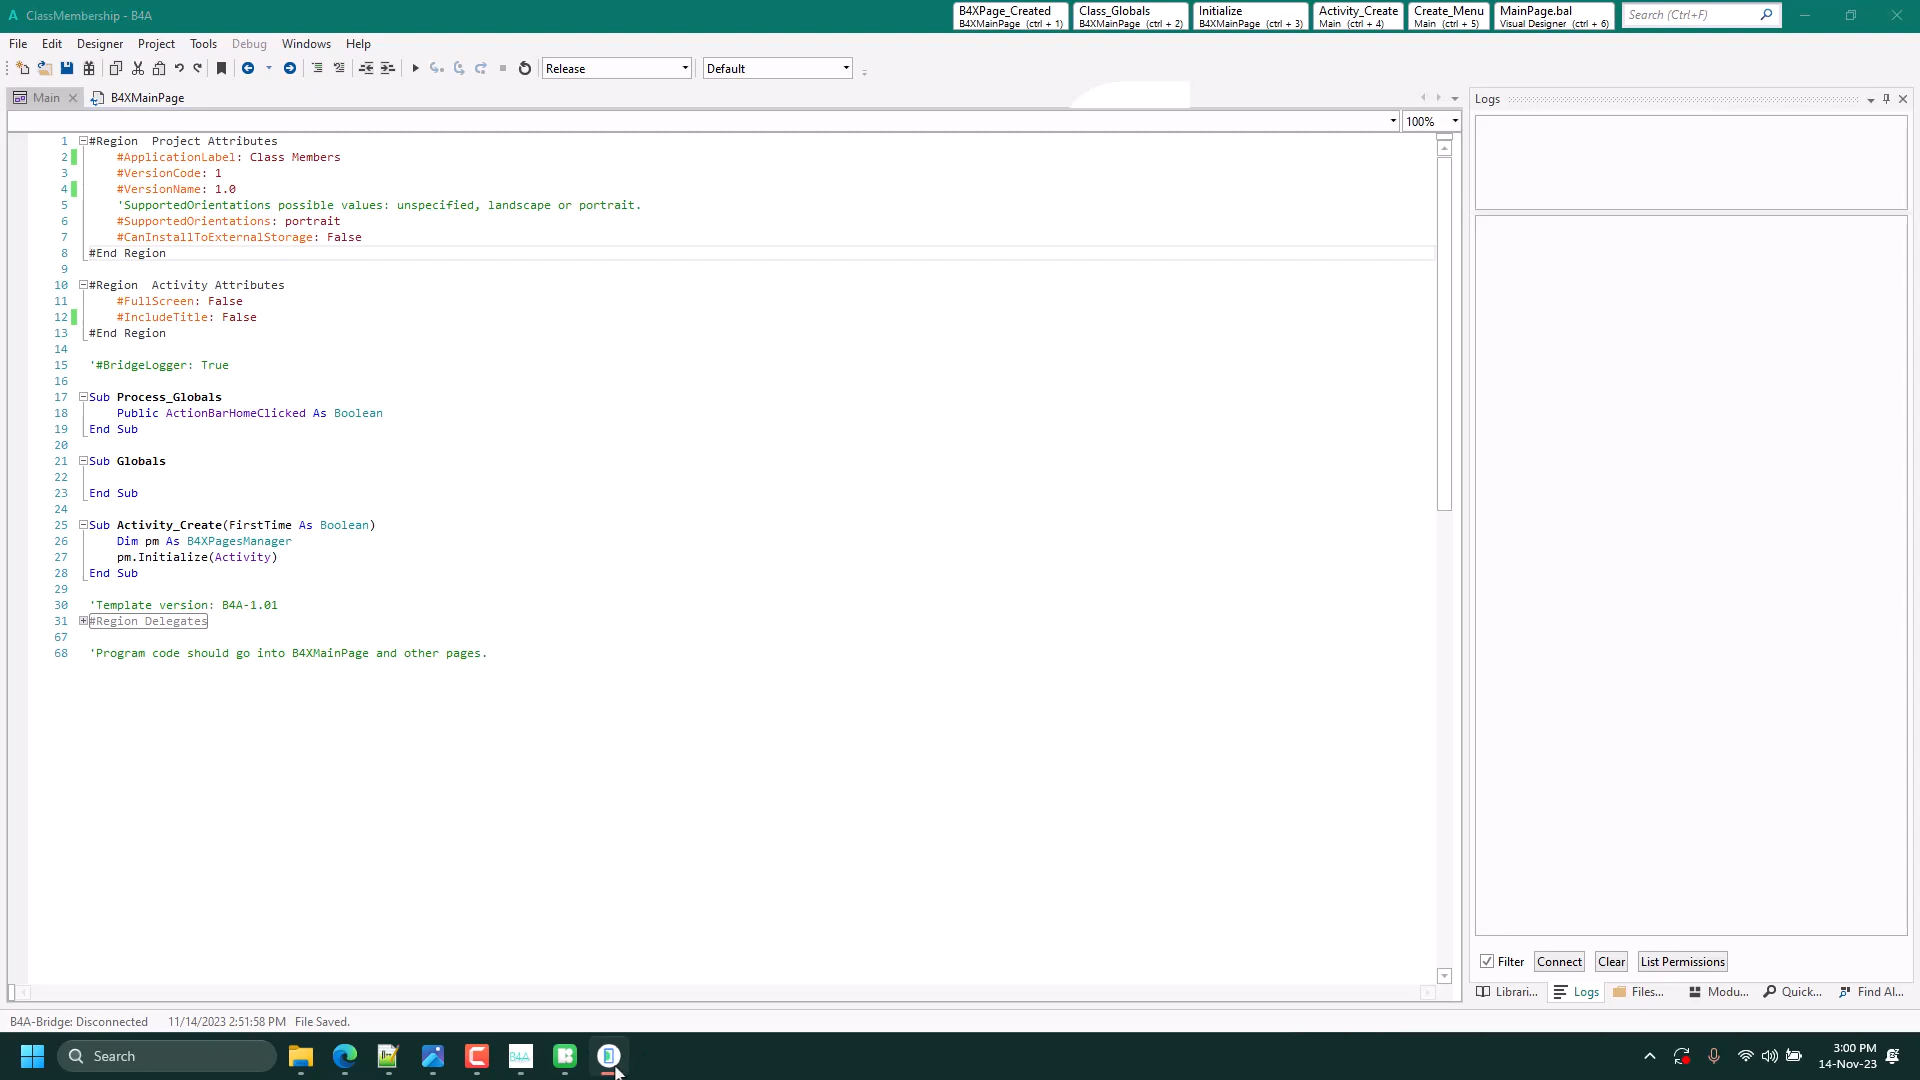 ClassMembership - B4A
B4XPage_Created
B4XMainPage (ctrl + 1)
Class_Globals
B4XMainPage (ctrl + 2)
Initialize
B4XMainPage (ctrl + 3)
Activity_Create
Main (ctrl + 4)
Create_Menu
Main (ctrl + 5)
MainPage.bal
Visual Designer (ctrl + 6)
Search (Ctrl+F)
File Edit Designer Project Tools Debug Windows Help
Release
Default
Main
B4XMainPage
Logs
100%
1 #Region Project Attributes
2 #ApplicationLabel: Class Members
3 #VersionCode: 1
4 #VersionName: 1.0
5 'SupportedOrientations possible values: unspecified, landscape or portrait.
6 #SupportedOrientations: portrait
7 #CanInstallToExternalStorage: False
8 #End Region
9
10 #Region Activity Attributes
11 #FullScreen: False
12 #IncludeTitle: False
13 #End Region
14
15 '#BridgeLogger: True
16
17 Sub Process_Globals
18 Public ActionBarHomeClicked As Boolean
19 End Sub
20
21 Sub Globals
22
23 End Sub
24
25 Sub Activity_Create(FirstTime As Boolean)
26 Dim pm As B4XPagesManager
27 pm.Initialize(Activity)
28 End Sub
29
30 'Template version: B4A-1.01
31 #Region Delegates
67
68 'Program code should go into B4XMainPage and other pages.
Filter Connect Clear List Permissions
Librari... Logs Files... Modu... Quick... Find Al...
B4A-Bridge: Disconnected 11/14/2023 2:51:58 PM File Saved.
Search
B4A
3:00 PM
14-Nov-23